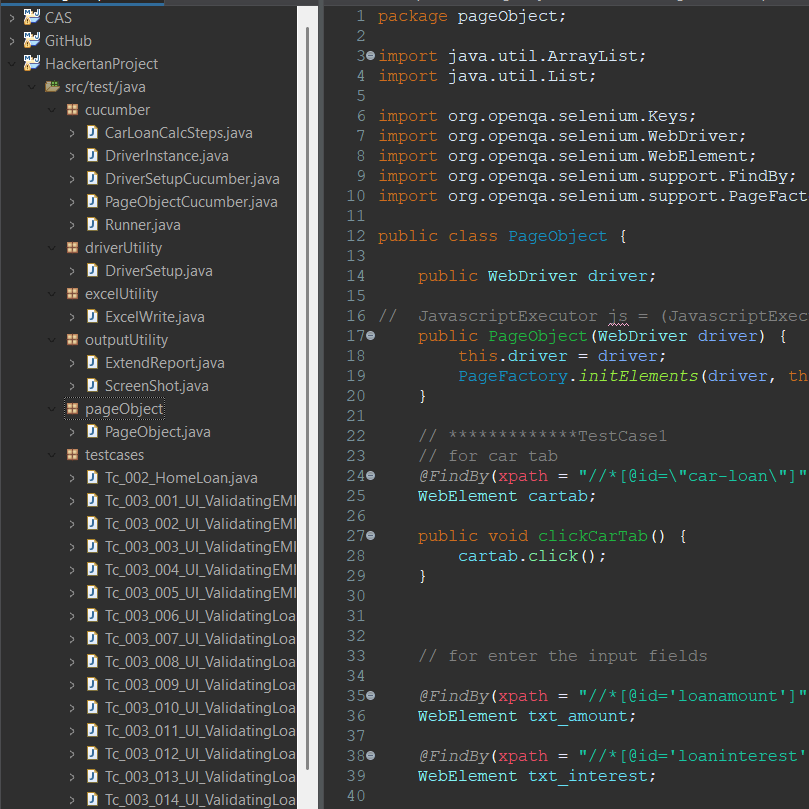 CAS
GitHub
HackertanProject
src/test/java
cucumber
CarLoanCalcSteps.java
DriverInstance.java
DriverSetupCucumber.java
PageObjectCucumber.java
Runner.java
driverUtility
DriverSetup.java
excelUtility
ExcelWrite.java
outputUtility
ExtendReport.java
ScreenShot.java
pageObject
PageObject.java
testcases
Tc_002_HomeLoan.java
Tc_003_001_UI_ValidatingEMI
Tc_003_002_UI_ValidatingEMI
Tc_003_003_UI_ValidatingEMI
Tc_003_004_UI_ValidatingEMI
Tc_003_005_UI_ValidatingEMI
Tc_003_006_UI_ValidatingLoa
Tc_003_007_UI_ValidatingLoa
Tc_003_008_UI_ValidatingLoa
Tc_003_009_UI_ValidatingLoa
Tc_003_010_UI_ValidatingLoa
Tc_003_011_UI_ValidatingLoa
Tc_003_012_UI_ValidatingLoa
Tc_003_013_UI_ValidatingLoa
Tc_003_014_UI_ValidatingLoa
1 package pageObject;
2
3 import java.util.ArrayList;
4 import java.util.List;
5
6 import org.openqa.selenium.Keys;
7 import org.openqa.selenium.WebDriver;
8 import org.openqa.selenium.WebElement;
9 import org.openqa.selenium.support.FindBy;
10 import org.openqa.selenium.support.PageFact
11
12 public class PageObject {
13
14 public WebDriver driver;
15
16 // JavascriptExecutor js = (JavascriptExec
17 public PageObject(WebDriver driver) {
18 this.driver = driver;
19 PageFactory.initElements(driver, th
20 }
21
22 // *************TestCase1
23 // for car tab
24 @FindBy(xpath = "//*[@id=\"car-loan\"]"
25 WebElement cartab;
26
27 public void clickCarTab() {
28 cartab.click();
29 }
30
31
32
33 // for enter the input fields
34
35 @FindBy(xpath = "//*[@id='loanamount']"
36 WebElement txt_amount;
37
38 @FindBy(xpath = "//*[@id='loaninterest'
39 WebElement txt_interest;
40